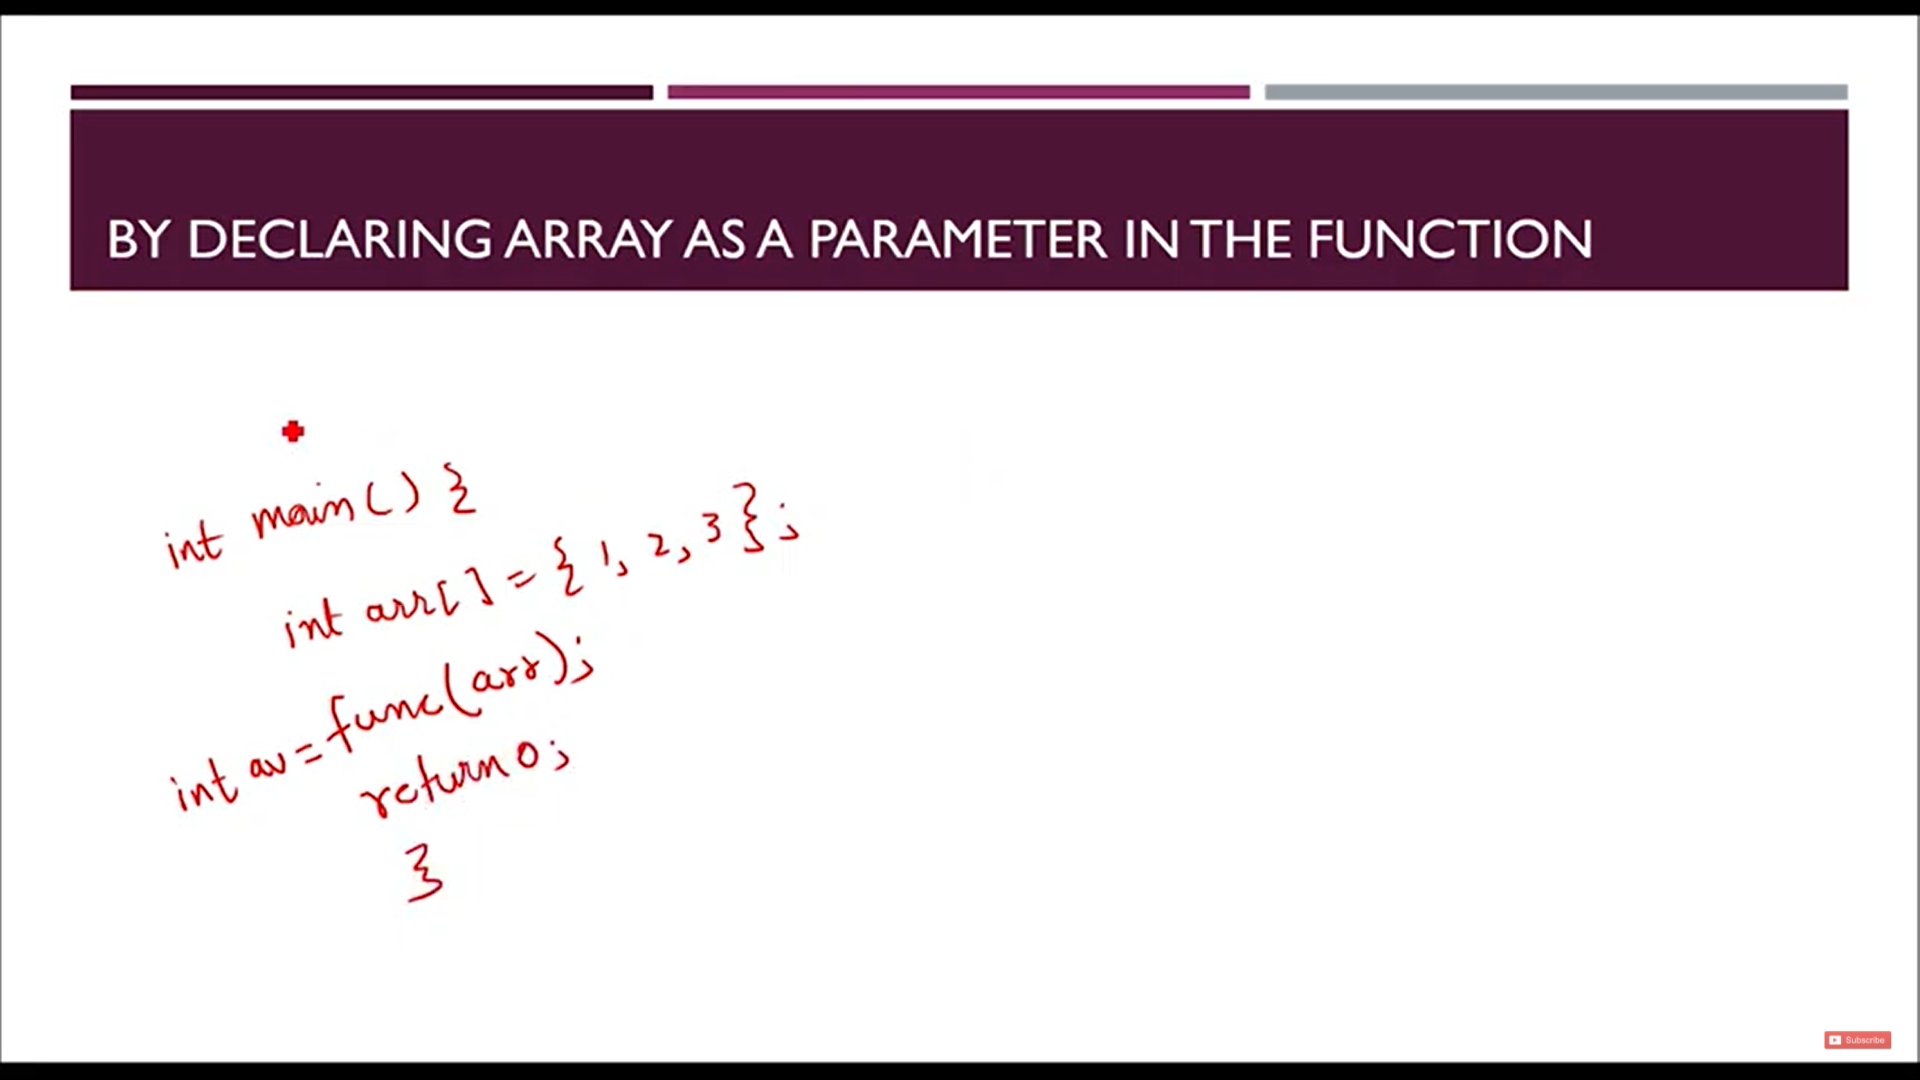 BY DECLARING ARRAY AS A PARAMETER IN THE FUNCTION
int main() {
int arr[] = {1, 2, 3};
int av = func(arr);
return 0;
}
Subscribe